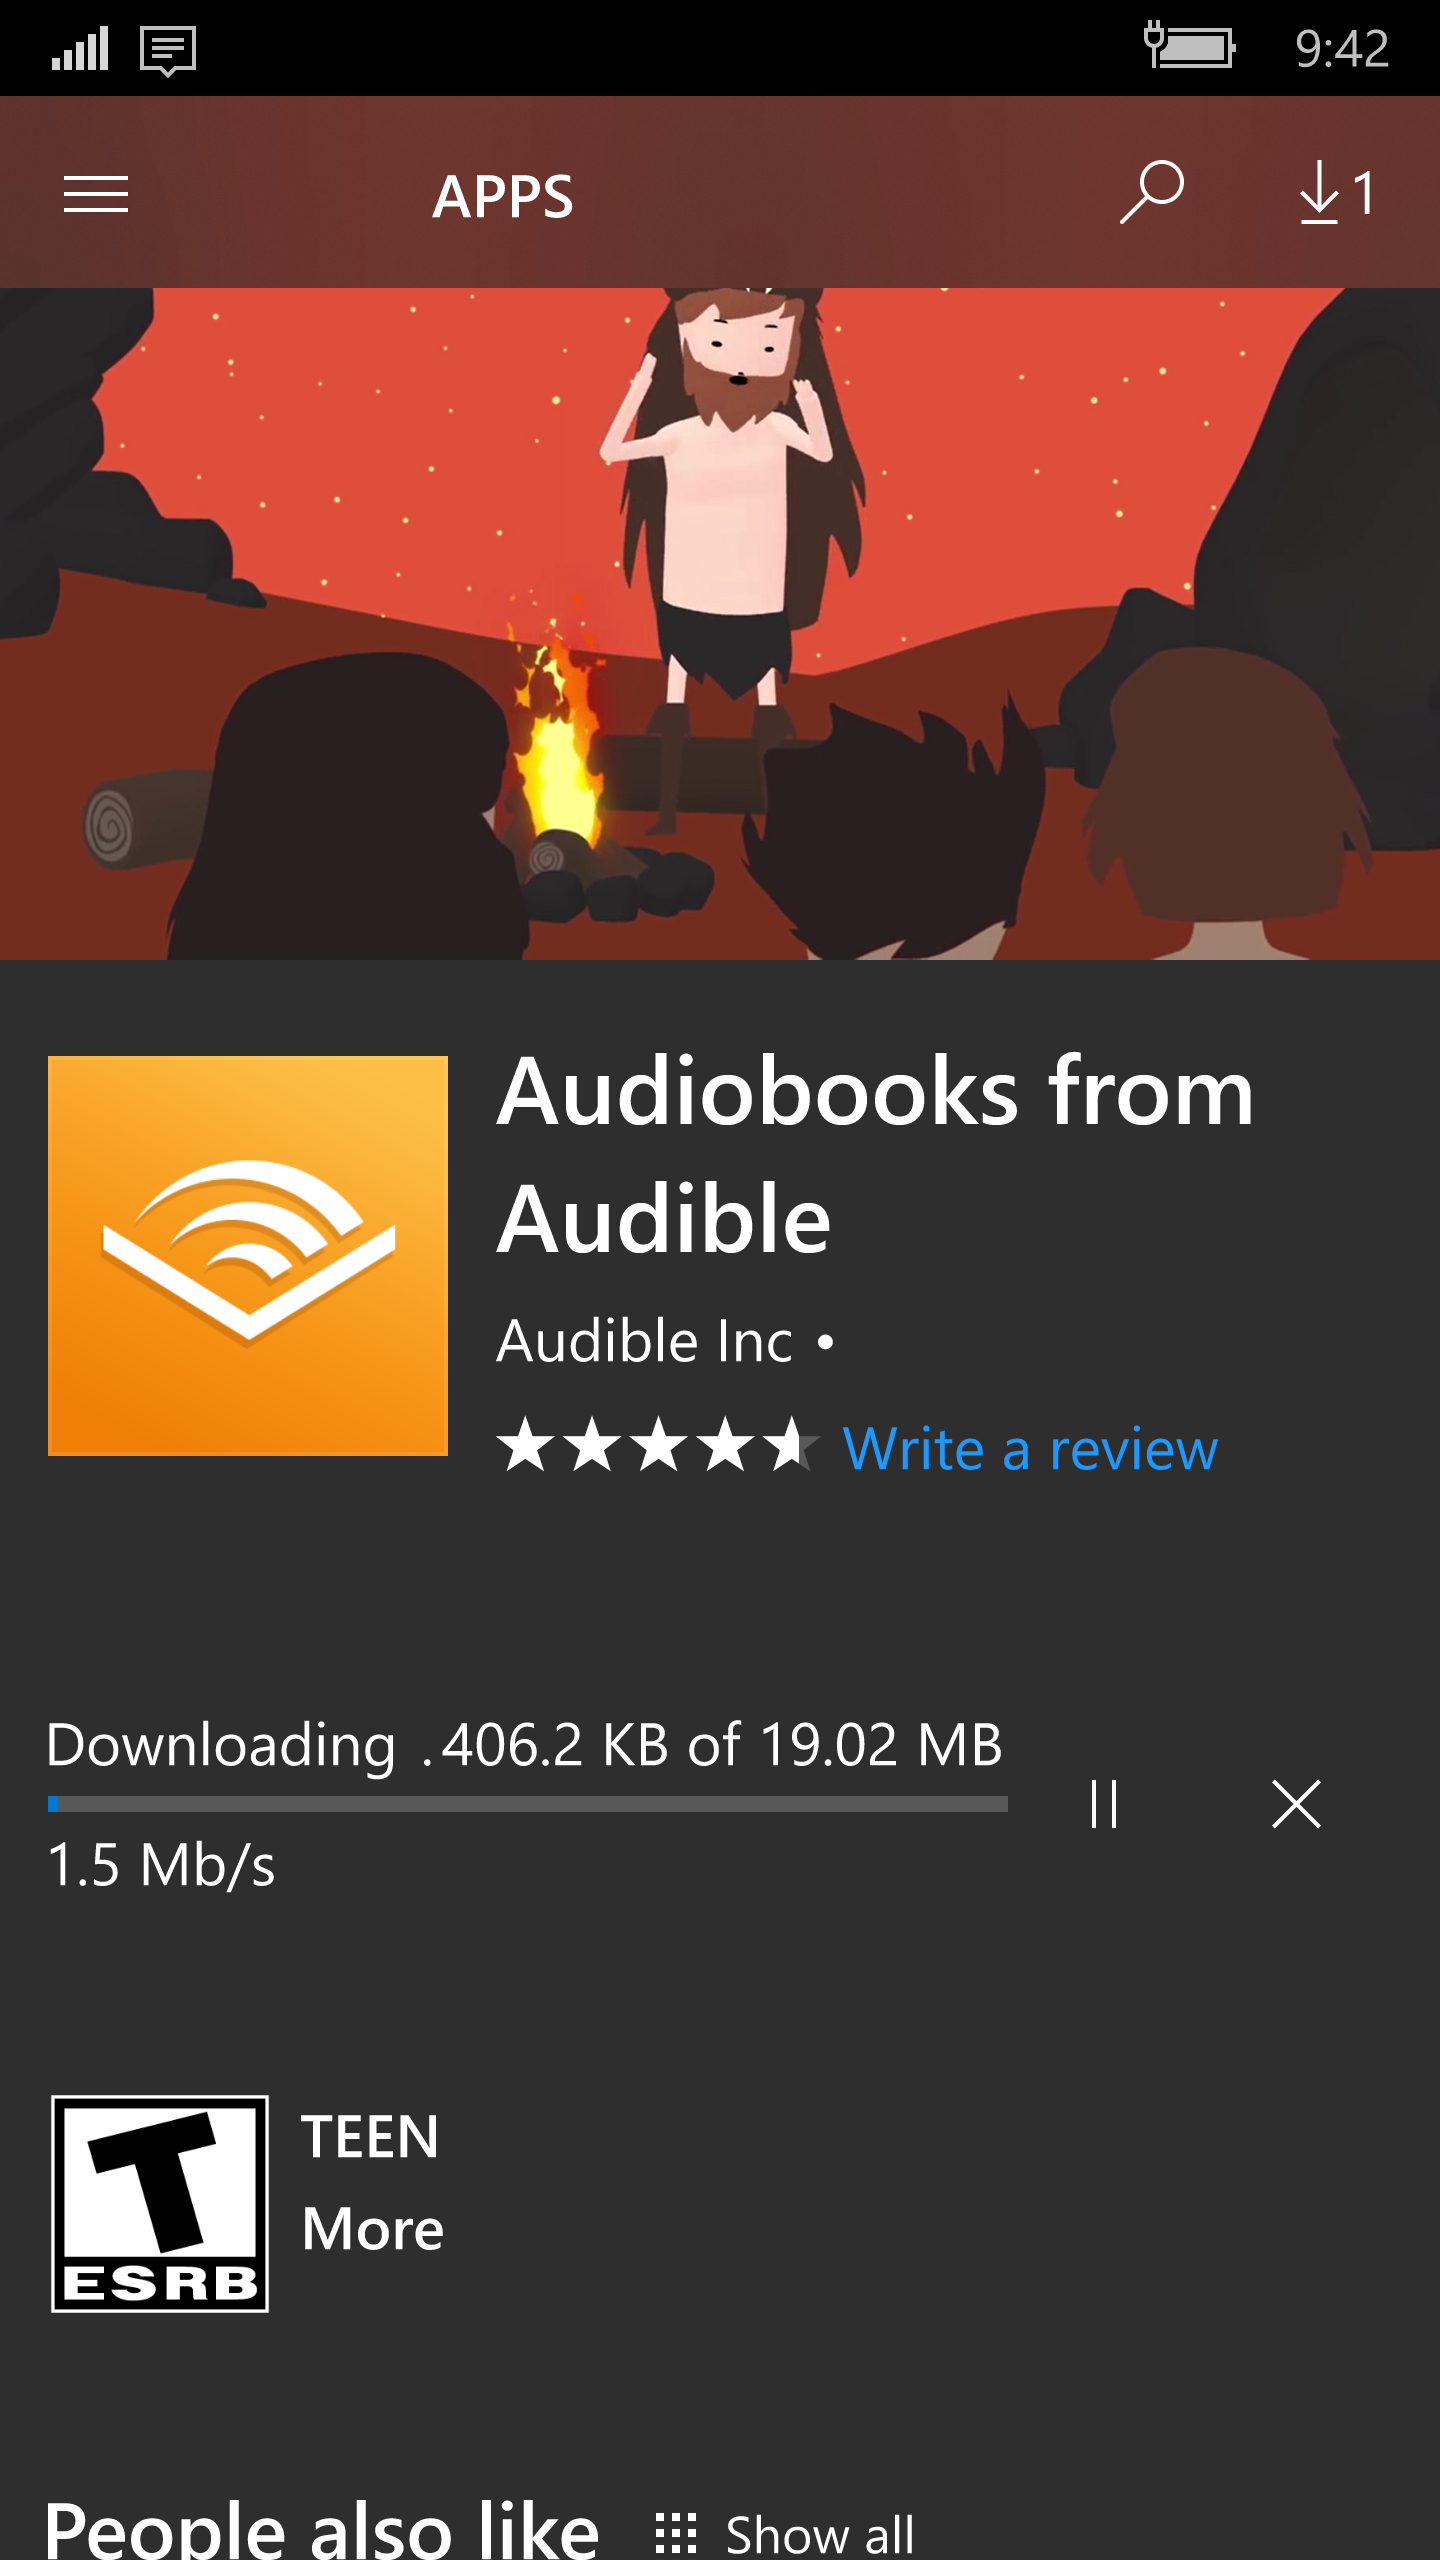 9:42
APPS
1
Audiobooks from
Audible
Audible Inc •
Write a review
Downloading .406.2 KB of 19.02 MB
1.5 Mb/s
T
ESRB
TEEN
More
People also like
Show all